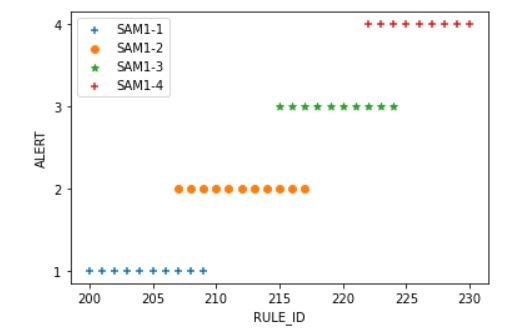 4
SAM1-1
SAM1-2
SAM1-3
SAM1-4
3
ALERT
2
1
200 205 210 215 220 225 230
RULE_ID